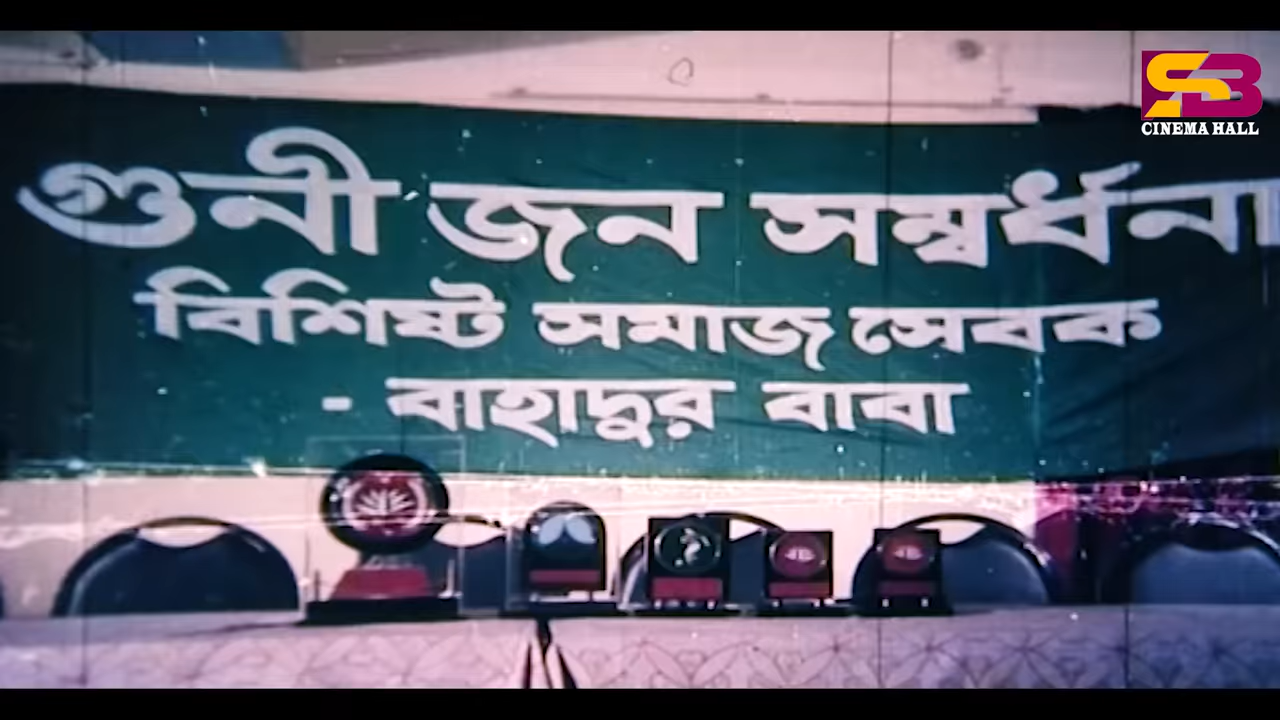 গুনী জন সম্বর্ধনা
বিশিষ্ট সমাজ সেবক
- বাহাদুর বাবা
SB
CINEMA HALL